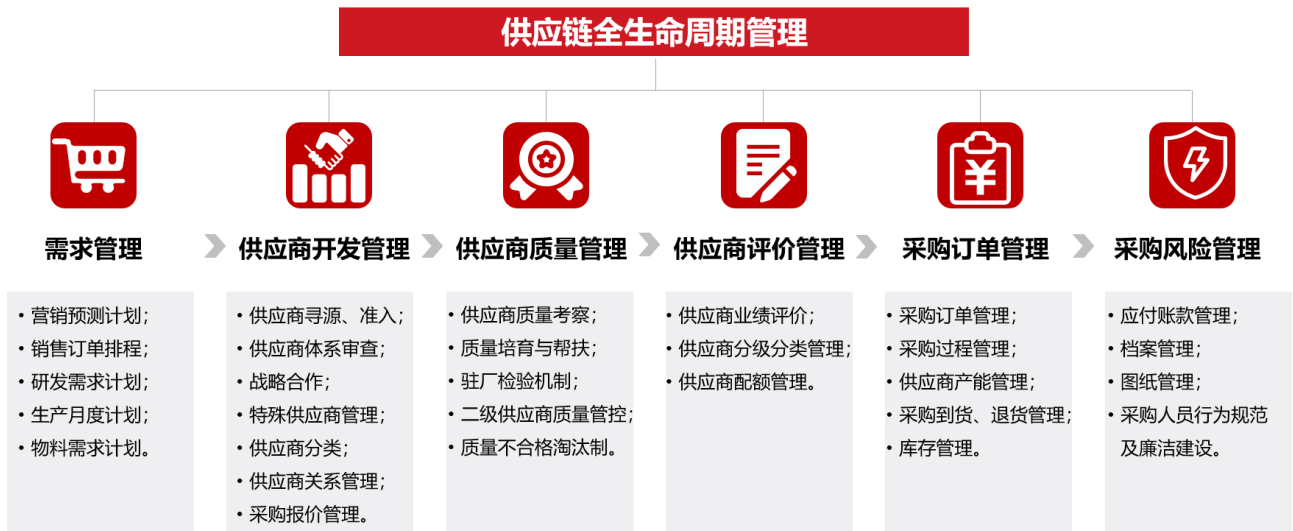 供应链全生命周期管理
需求管理
供应商开发管理
供应商质量管理
供应商评价管理
采购订单管理
采购风险管理
• 营销预测计划；
• 销售订单排程；
• 研发需求计划；
• 生产月度计划；
• 物料需求计划。
• 供应商寻源、准入；
• 供应商体系审查；
• 战略合作；
• 特殊供应商管理；
• 供应商分类；
• 供应商关系管理；
• 采购报价管理。
• 供应商质量考察；
• 质量培育与帮扶；
• 驻厂检验机制；
• 二级供应商质量管控；
• 质量不合格淘汰制。
• 供应商业绩评价；
• 供应商分级分类管理；
• 供应商配额管理。
• 采购订单管理；
• 采购过程管理；
• 供应商产能管理；
• 采购到货、退货管理；
• 库存管理。
• 应付账款管理；
• 档案管理；
• 图纸管理；
• 采购人员行为规范
及廉洁建设。